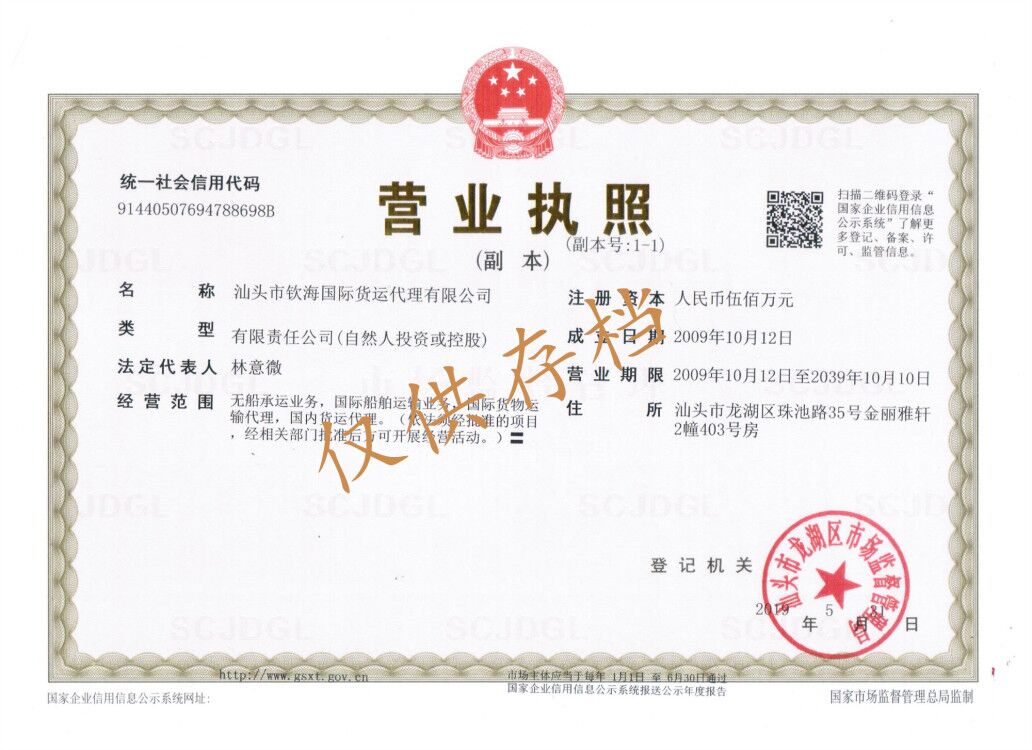 统一社会信用代码
91440507694788698B
营业执照
(副 本)
(副本号:1-1)
扫描二维码登录“
国家企业信用信息
公示系统”了解更
多登记、备案、许
可、监管信息。
名 称 汕头市钦海国际货运代理有限公司
类 型 有限责任公司(自然人投资或控股)
法定代表人 林意微
经营范围 无船承运业务，国际船舶运输业务，国际货物运
输代理，国内货运代理。（依法须经批准的项目
，经相关部门批准后方可开展经营活动。）
注册资本 人民币伍佰万元
成立日期 2009年10月12日
营业期限 2009年10月12日至2039年10月10日
住 所 汕头市龙湖区珠池路35号金丽雅轩
2幢403号房
仅供存档
登记机关
汕头市龙湖区市场监督管理局
2019 年 5 月 31 日
http://www.gsxt.gov.cn
国家企业信用信息公示系统网址:
市场主体应当于每年 1月1日 至 6月30日通过
国家企业信用信息公示系统报送公示年度报告
国家市场监督管理总局监制
SCJDGL